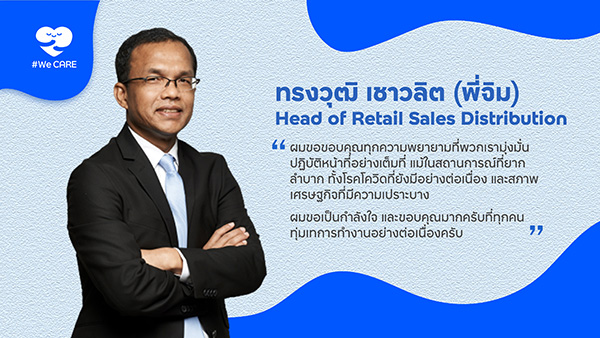 #We CARE
ทรงวุฒิ เชาวลิต (พี่จิม)
Head of Retail Sales Distribution
“ ผมขอขอบคุณทุกความพยายามที่พวกเรามุ่งมั่น
ปฏิบัติหน้าที่อย่างเต็มที่ แม้ในสถานการณ์ที่ยาก
ลำบาก ทั้งโรคโควิดที่ยังมีอย่างต่อเนื่อง และสภาพ
เศรษฐกิจที่มีความเปราะบาง
ผมขอเป็นกำลังใจ และขอบคุณมากครับที่ทุกคน
ทุ่มเทการทำงานอย่างต่อเนื่องครับ ”